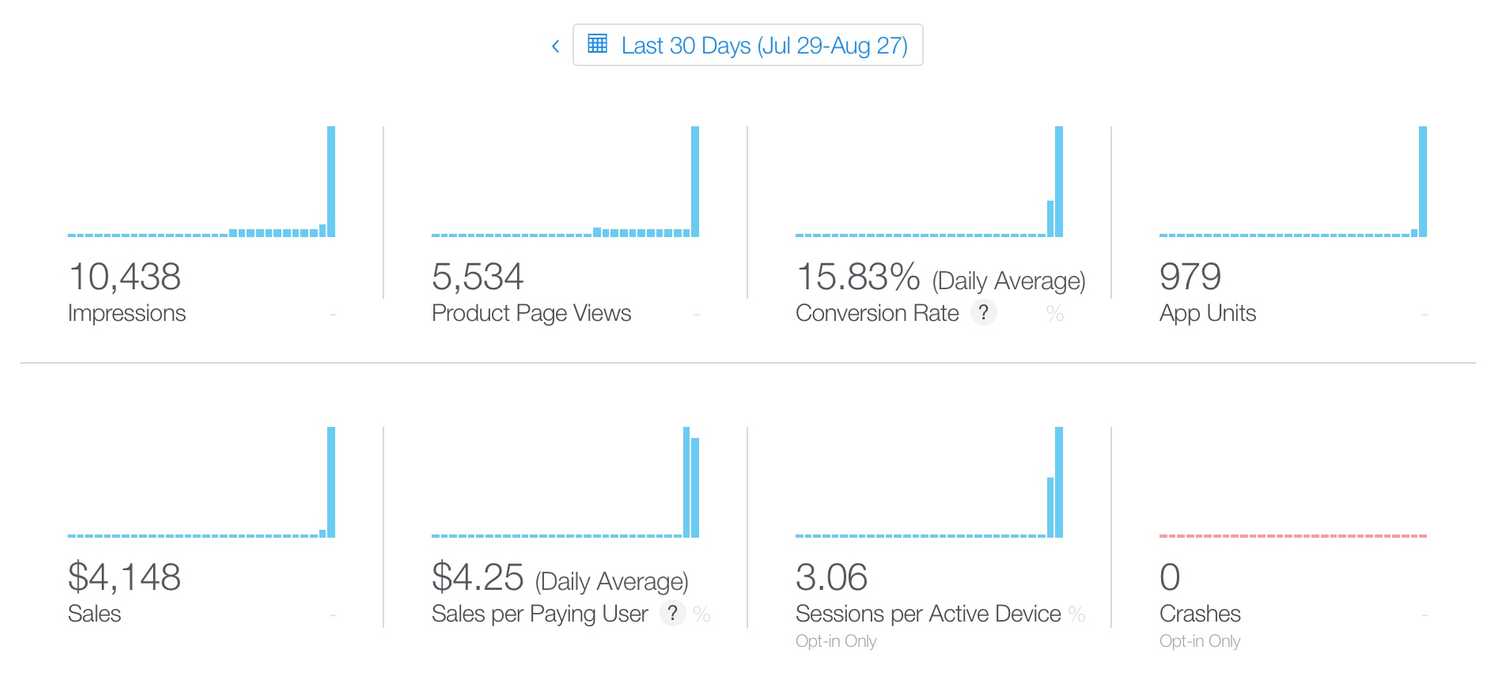 ‹ Last 30 Days (Jul 29-Aug 27)
10,438
Impressions -
5,534
Product Page Views -
15.83% (Daily Average)
Conversion Rate ? %
979
App Units -
$4,148
Sales -
$4.25 (Daily Average)
Sales per Paying User ? %
3.06
Sessions per Active Device %
Opt-in Only
0
Crashes -
Opt-in Only